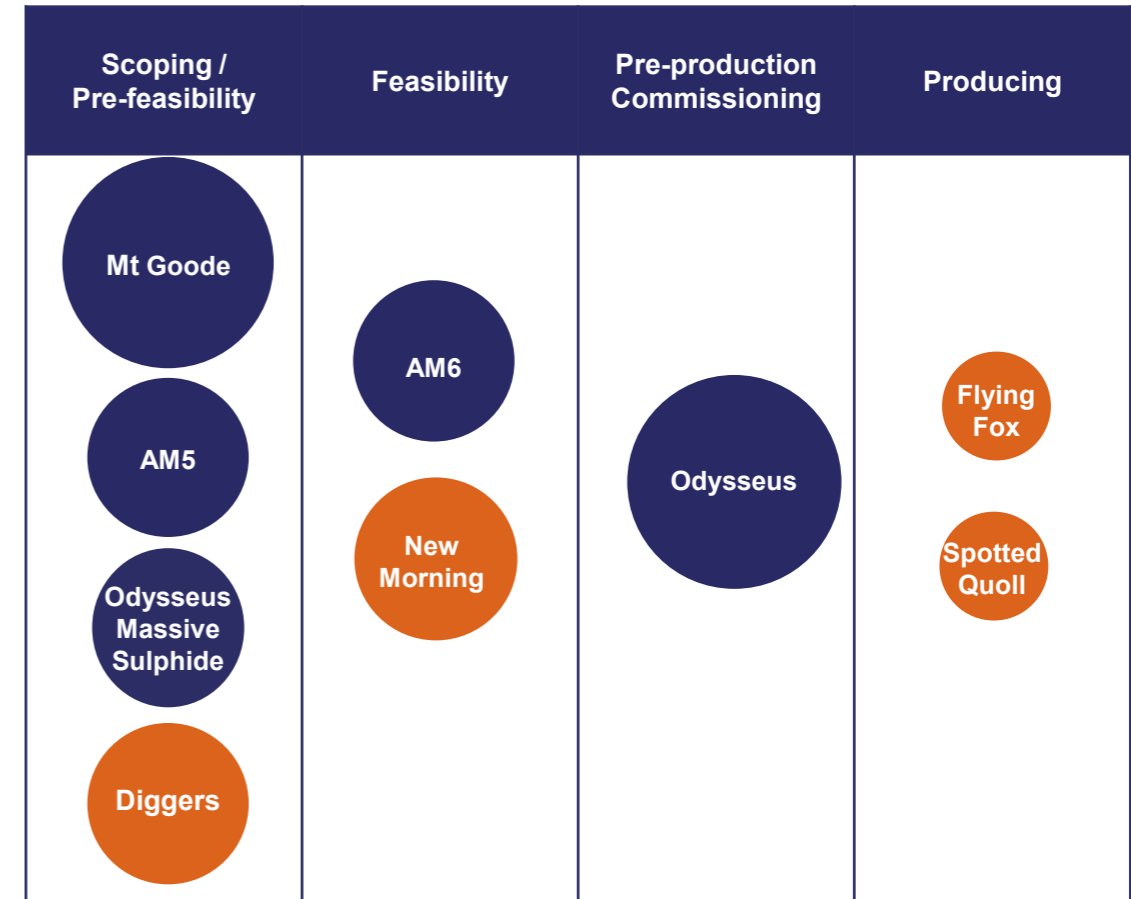 Scoping /
Pre-feasibility
Feasibility
Pre-production
Commissioning
Producing
Mt Goode
AM5
Odysseus
Massive
Sulphide
Diggers
AM6
New
Morning
Odysseus
Flying
Fox
Spotted
Quoll